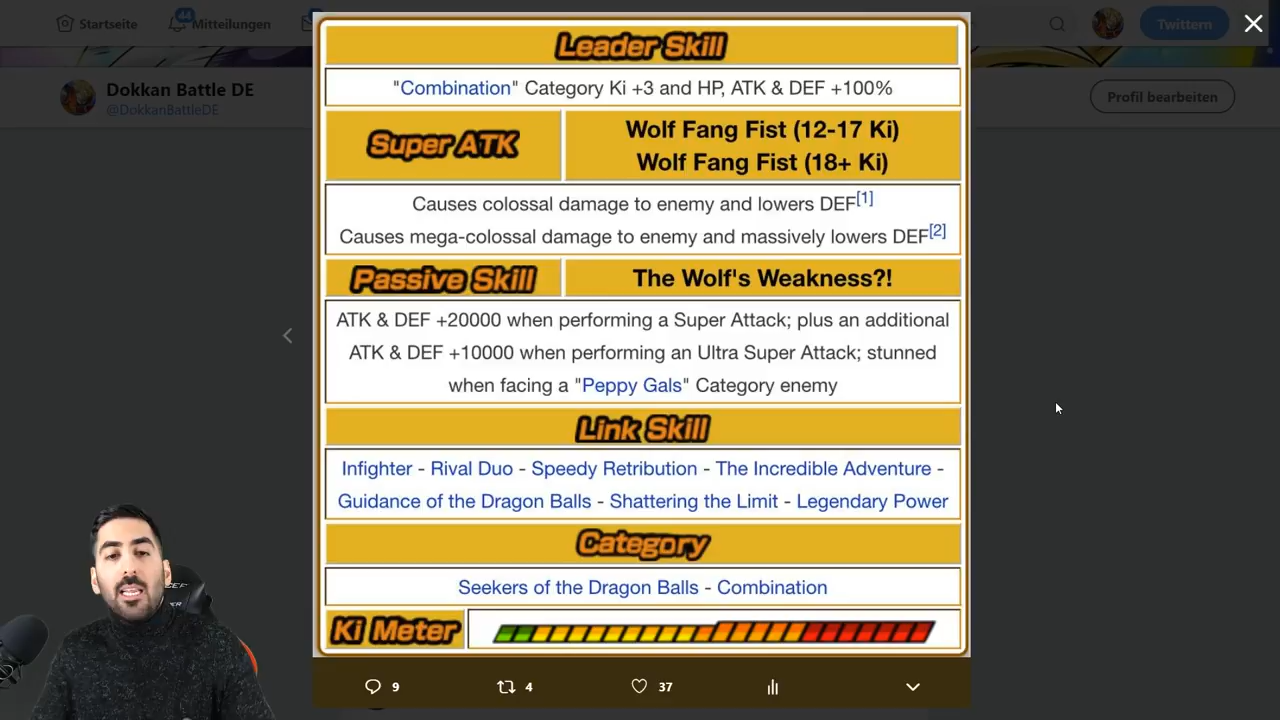 Startseite
44
Mitteilungen
Twittern
Dokkan Battle DE
@DokkanBattleDE
Profil bearbeiten
Leader Skill
"Combination" Category Ki +3 and HP, ATK & DEF +100%
Super ATK
Wolf Fang Fist (12-17 Ki)
Wolf Fang Fist (18+ Ki)
Causes colossal damage to enemy and lowers DEF[1]
Causes mega-colossal damage to enemy and massively lowers DEF[2]
Passive Skill
The Wolf's Weakness?!
ATK & DEF +20000 when performing a Super Attack; plus an additional
ATK & DEF +10000 when performing an Ultra Super Attack; stunned
when facing a "Peppy Gals" Category enemy
Link Skill
Infighter - Rival Duo - Speedy Retribution - The Incredible Adventure -
Guidance of the Dragon Balls - Shattering the Limit - Legendary Power
Category
Seekers of the Dragon Balls - Combination
Ki Meter
9
4
37